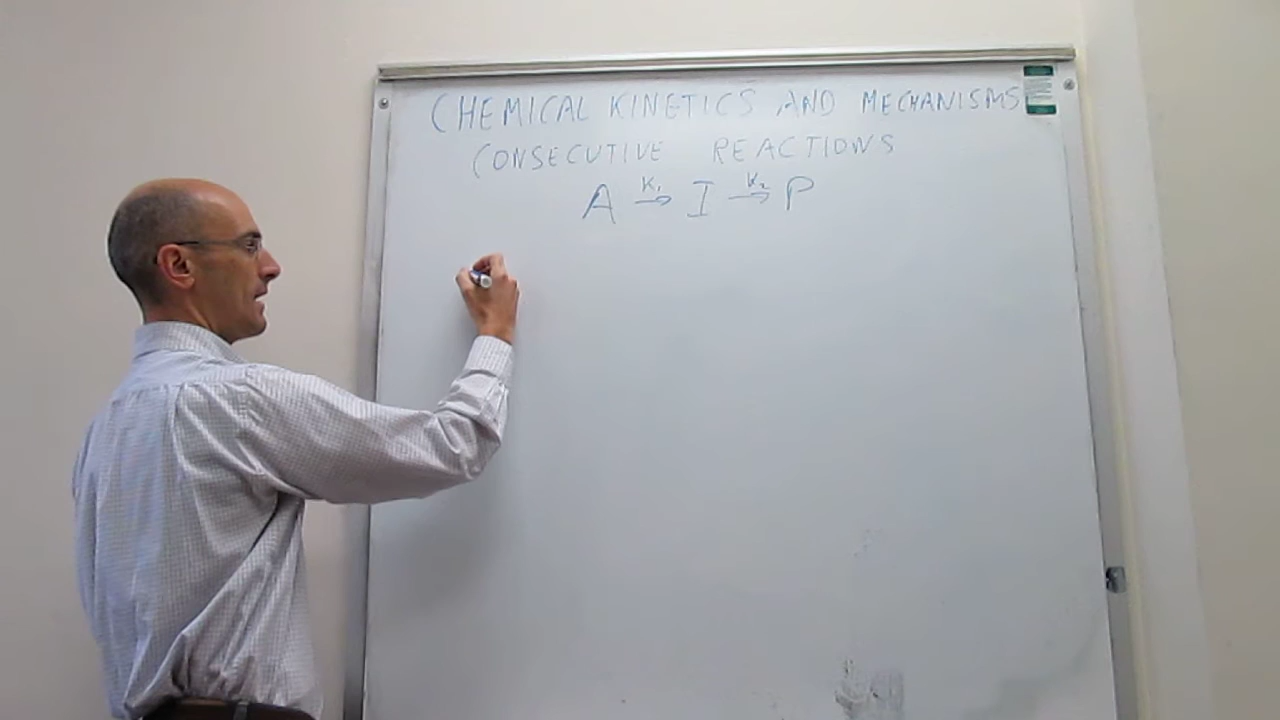 CHEMICAL KINETICS AND MECHANISMS
CONSECUTIVE REACTIONS
A K₁→ I K₂→ P